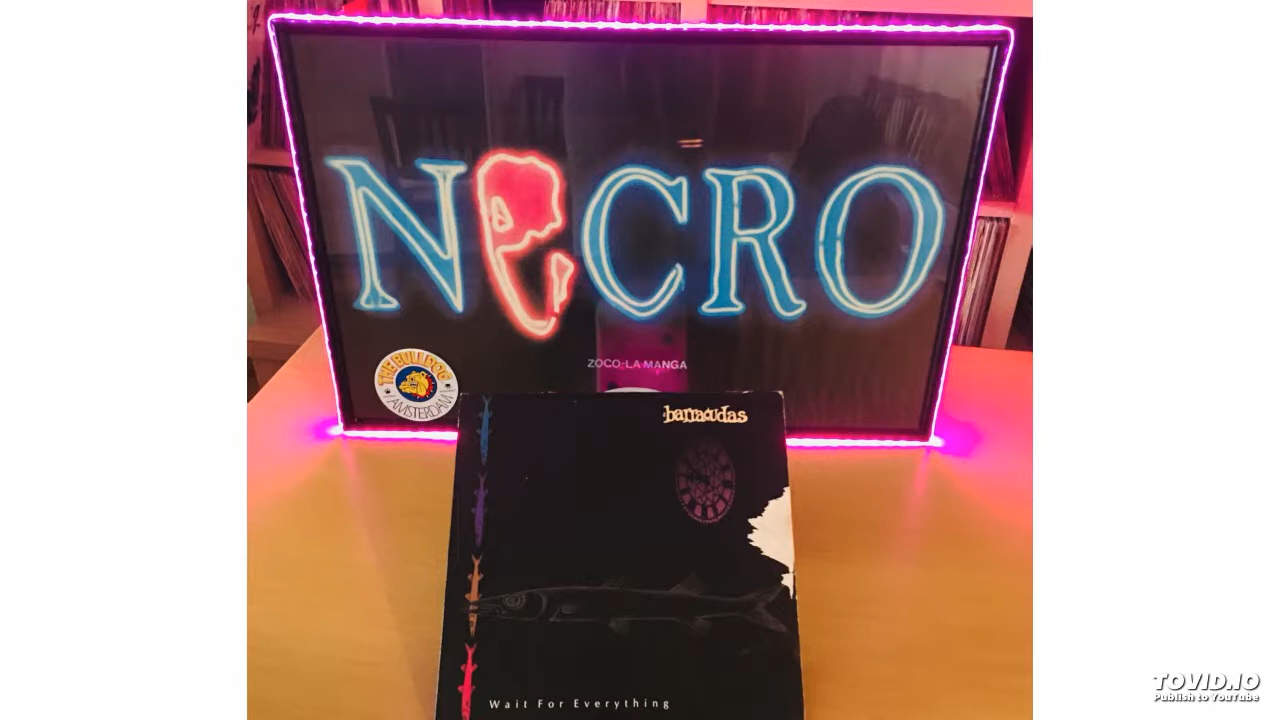 NeCRO
ZOCO-LA MANGA
THE BULLDOG
AMSTERDAM
barracudas
Wait For Everything
TOVID.IO
Publish to YouTube